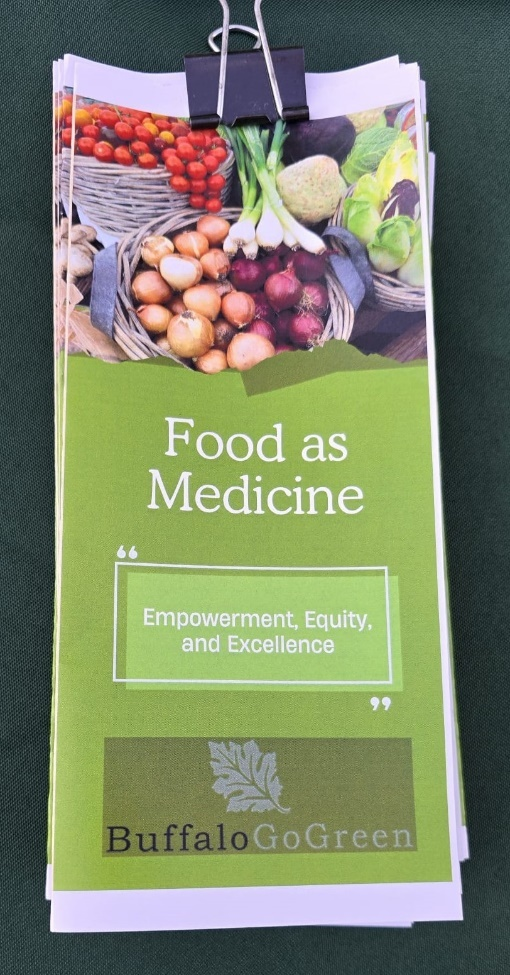 Food as
Medicine
“
Empowerment, Equity,
and Excellence
”
BuffaloGoGreen